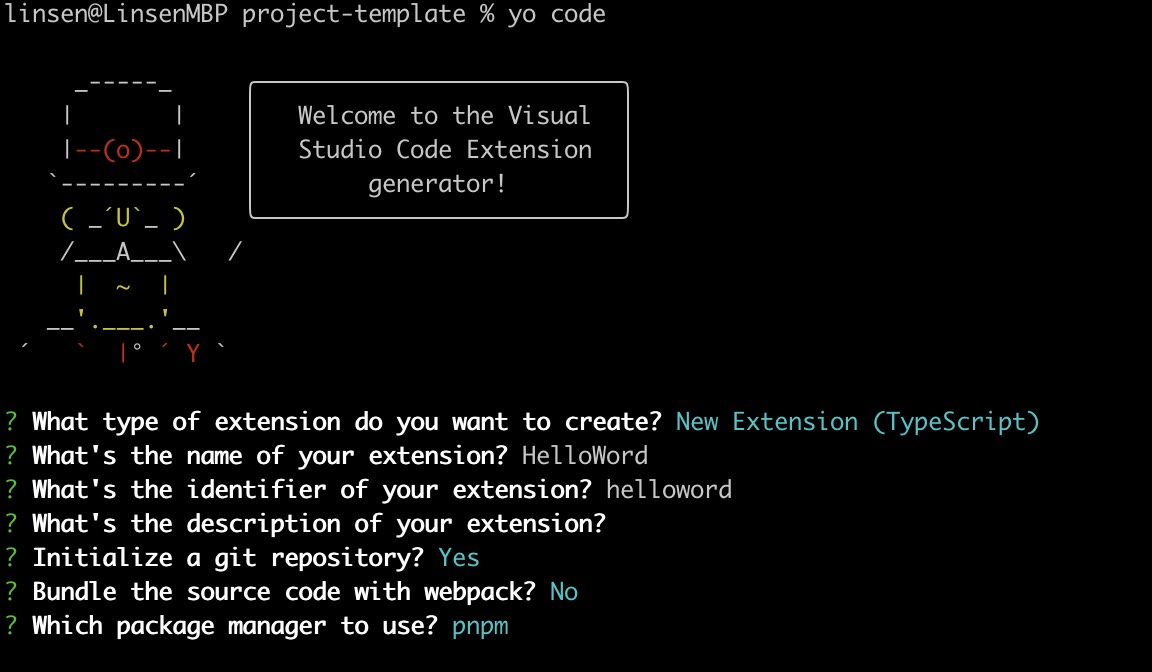 linsen@LinsenMBP project-template % yo code
     _-----_
    |       |
    |--(o)--|
   `---------´
    ( _´U`_ )
    /___A___\   /
     |  ~  |
   __'.___.'__
 ´   `  |° ´ Y `
Welcome to the Visual
Studio Code Extension
generator!
? What type of extension do you want to create? New Extension (TypeScript)
? What's the name of your extension? HelloWord
? What's the identifier of your extension? helloword
? What's the description of your extension?
? Initialize a git repository? Yes
? Bundle the source code with webpack? No
? Which package manager to use? pnpm